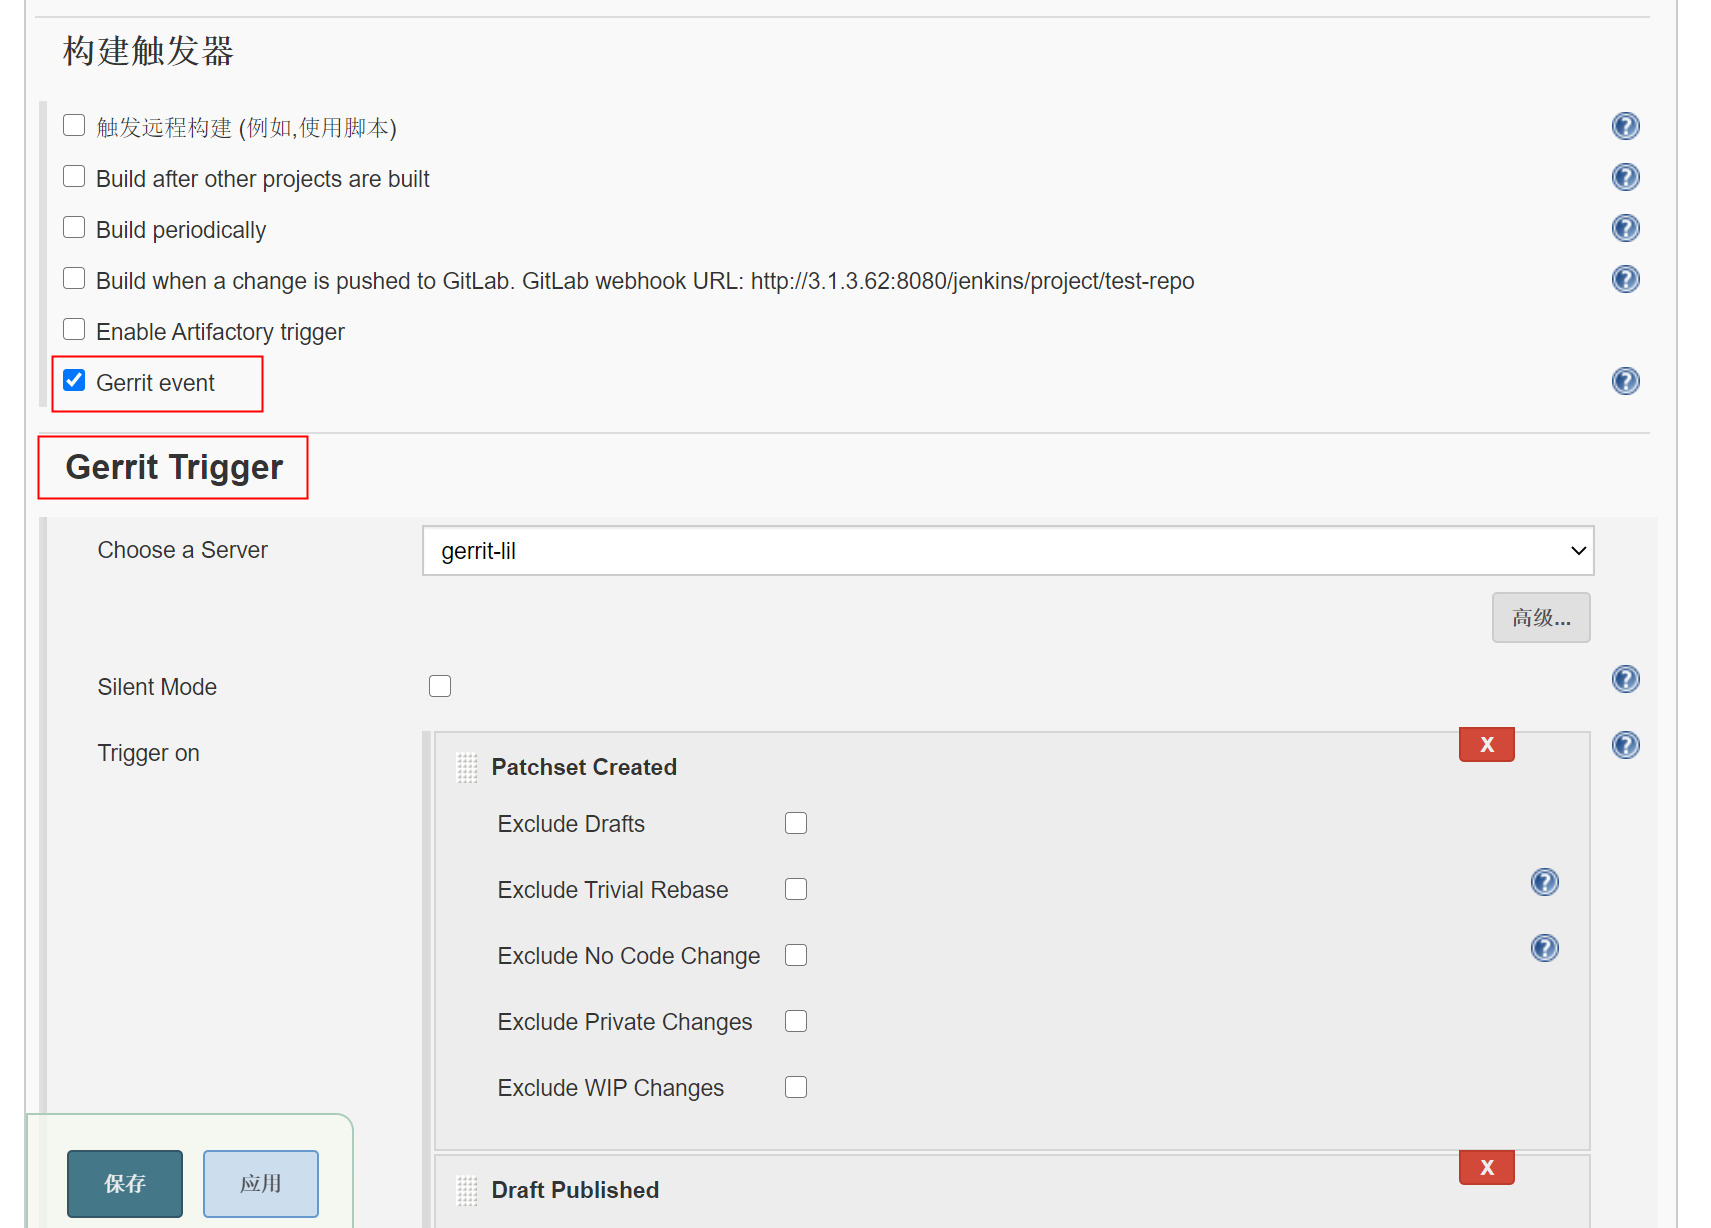 构建触发器
触发远程构建 (例如,使用脚本)
Build after other projects are built
Build periodically
Build when a change is pushed to GitLab. GitLab webhook URL: http://3.1.3.62:8080/jenkins/project/test-repo
Enable Artifactory trigger
Gerrit event
Gerrit Trigger
Choose a Server
gerrit-lil
高级...
Silent Mode
Trigger on
X
Patchset Created
Exclude Drafts
Exclude Trivial Rebase
Exclude No Code Change
Exclude Private Changes
Exclude WIP Changes
X
Draft Published
保存
应用